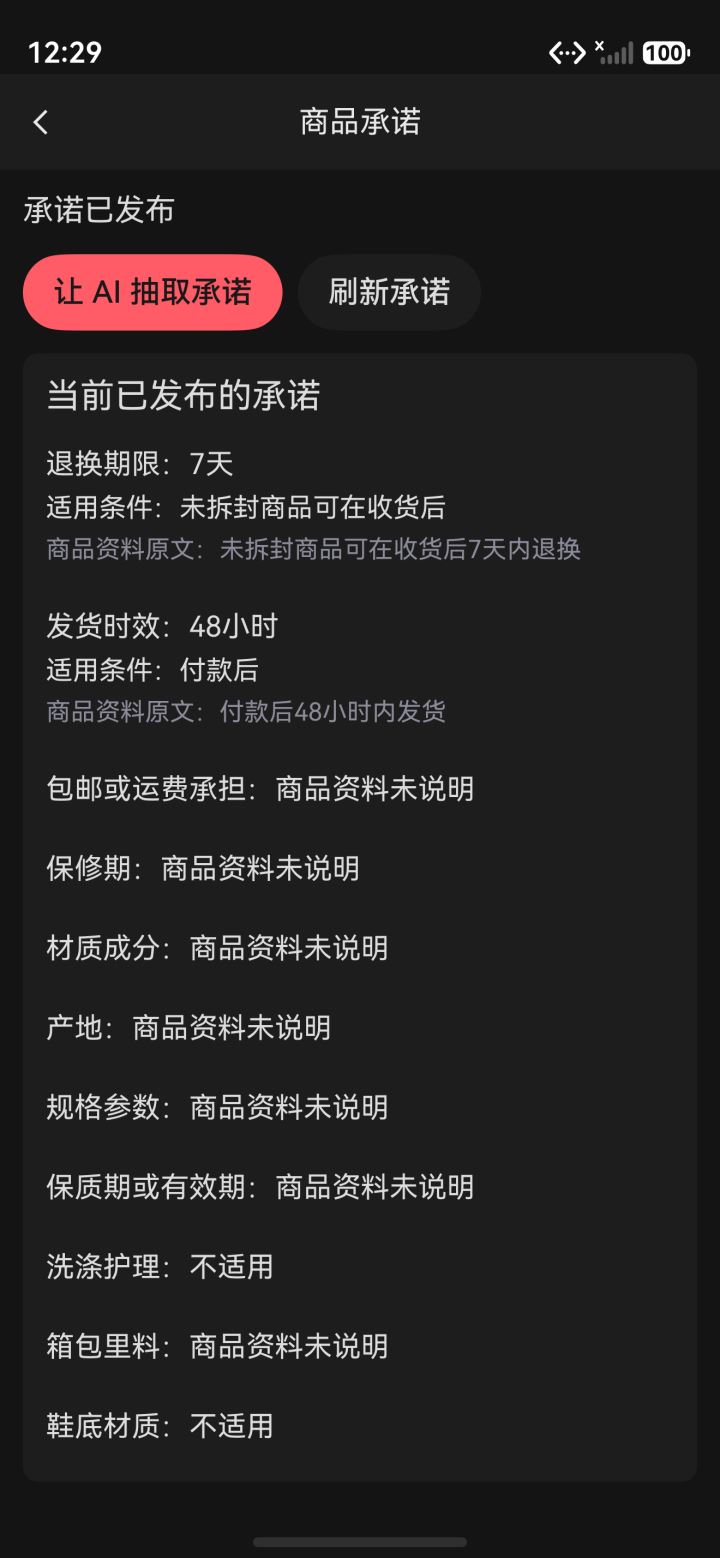 12:29
100
商品承诺
承诺已发布
让 AI 抽取承诺
刷新承诺
当前已发布的承诺
退换期限：7天
适用条件：未拆封商品可在收货后
商品资料原文：未拆封商品可在收货后7天内退换
发货时效：48小时
适用条件：付款后
商品资料原文：付款后48小时内发货
包邮或运费承担：商品资料未说明
保修期：商品资料未说明
材质成分：商品资料未说明
产地：商品资料未说明
规格参数：商品资料未说明
保质期或有效期：商品资料未说明
洗涤护理：不适用
箱包里料：商品资料未说明
鞋底材质：不适用